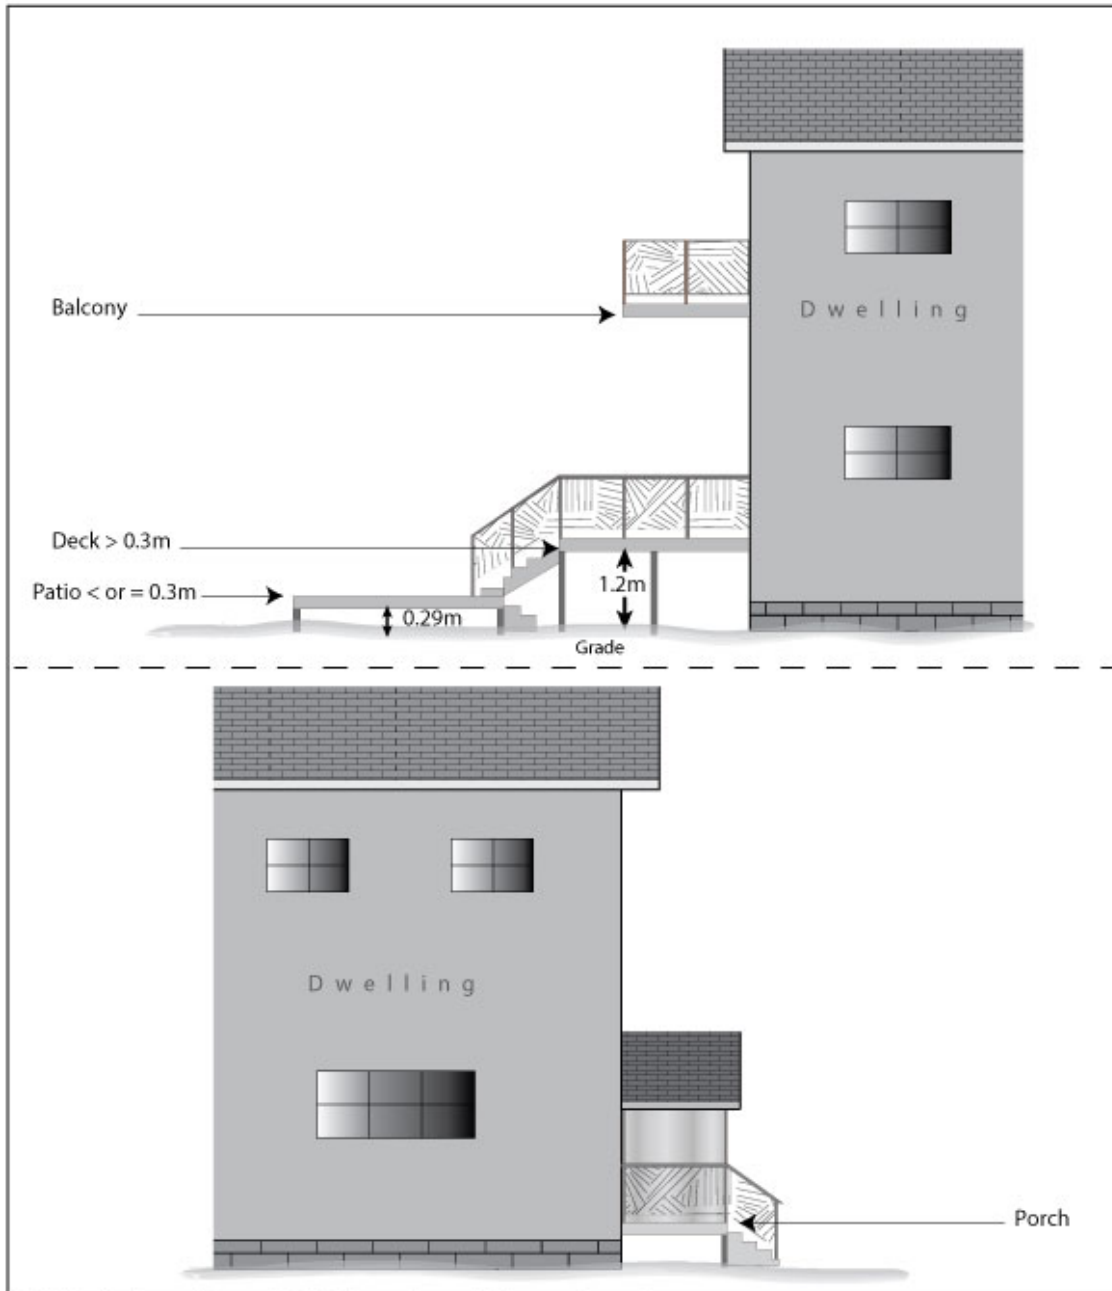 Balcony
Dwelling
Deck > 0.3m
1.2m
Patio < or = 0.3m
0.29m
Grade
Dwelling
Porch